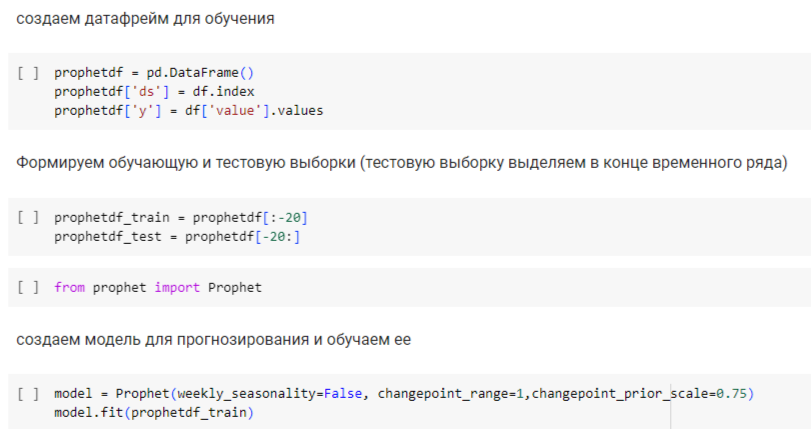 создаем датафрейм для обучения
[ ] prophetdf = pd.DataFrame()
prophetdf['ds'] = df.index
prophetdf['y'] = df['value'].values
Формируем обучающую и тестовую выборки (тестовую выборку выделяем в конце временного ряда)
[ ] prophetdf_train = prophetdf[:-20]
prophetdf_test = prophetdf[-20:]
[ ] from prophet import Prophet
создаем модель для прогнозирования и обучаем ее
[ ] model = Prophet(weekly_seasonality=False, changepoint_range=1,changepoint_prior_scale=0.75)
model.fit(prophetdf_train)